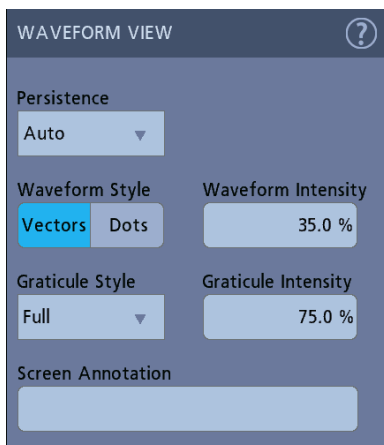 WAVEFORM VIEW ?
Persistence
Auto
Waveform Style Waveform Intensity
Vectors Dots 35.0 %
Graticule Style Graticule Intensity
Full 75.0 %
Screen Annotation